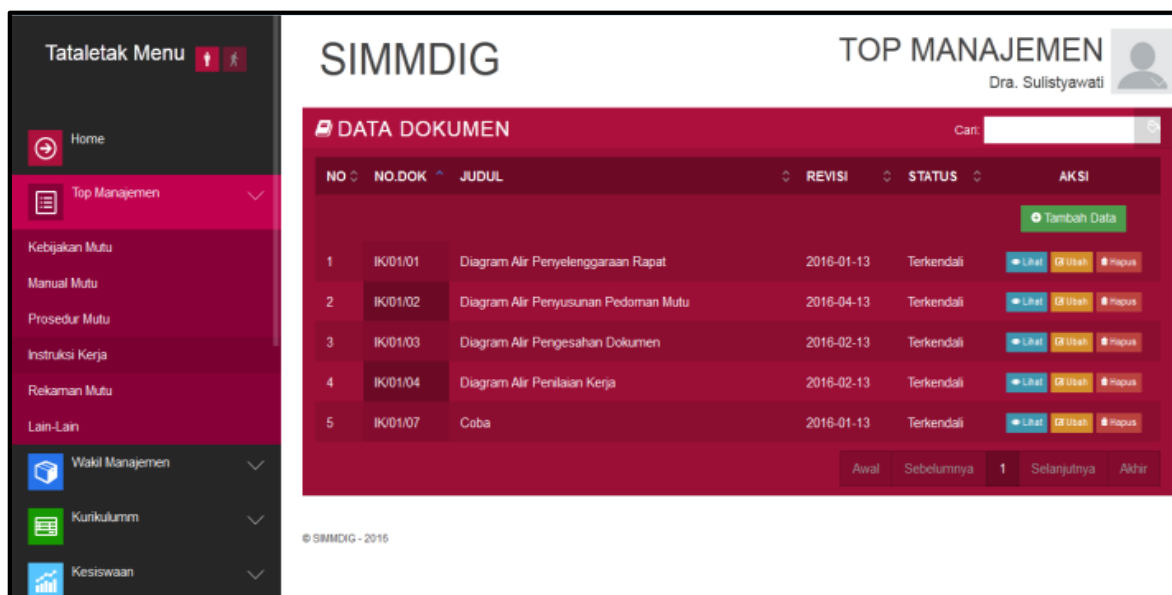 Tataletak Menu
SIMMDIG
TOP MANAJEMEN
Dra. Sulistyawati
Home
Top Manajemen
Kebijakan Mutu
Manual Mutu
Prosedur Mutu
Instruksi Kerja
Rekaman Mutu
Lain-Lain
Wakil Manajemen
Kurikulumm
Kesiswaan
DATA DOKUMEN Cari:
NO NO.DOK JUDUL REVISI STATUS AKSI
Tambah Data
1 IK/01/01 Diagram Alir Penyelenggaraan Rapat 2016-01-13 Terkendali Lihat Ubah Hapus
2 IK/01/02 Diagram Alir Penyusunan Pedoman Mutu 2016-04-13 Terkendali Lihat Ubah Hapus
3 IK/01/03 Diagram Alir Pengesahan Dokumen 2016-02-13 Terkendali Lihat Ubah Hapus
4 IK/01/04 Diagram Alir Penilaian Kerja 2016-02-13 Terkendali Lihat Ubah Hapus
5 IK/01/07 Coba 2016-01-13 Terkendali Lihat Ubah Hapus
Awal Sebelumnya 1 Selanjutnya Akhir
© SIMMDIG - 2016